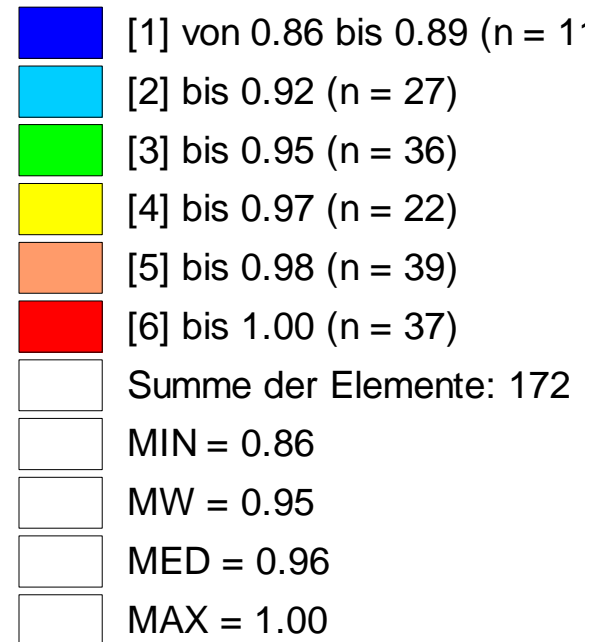 [1] von 0.86 bis 0.89 (n = 11
[2] bis 0.92 (n = 27)
[3] bis 0.95 (n = 36)
[4] bis 0.97 (n = 22)
[5] bis 0.98 (n = 39)
[6] bis 1.00 (n = 37)
Summe der Elemente: 172
MIN = 0.86
MW = 0.95
MED = 0.96
MAX = 1.00